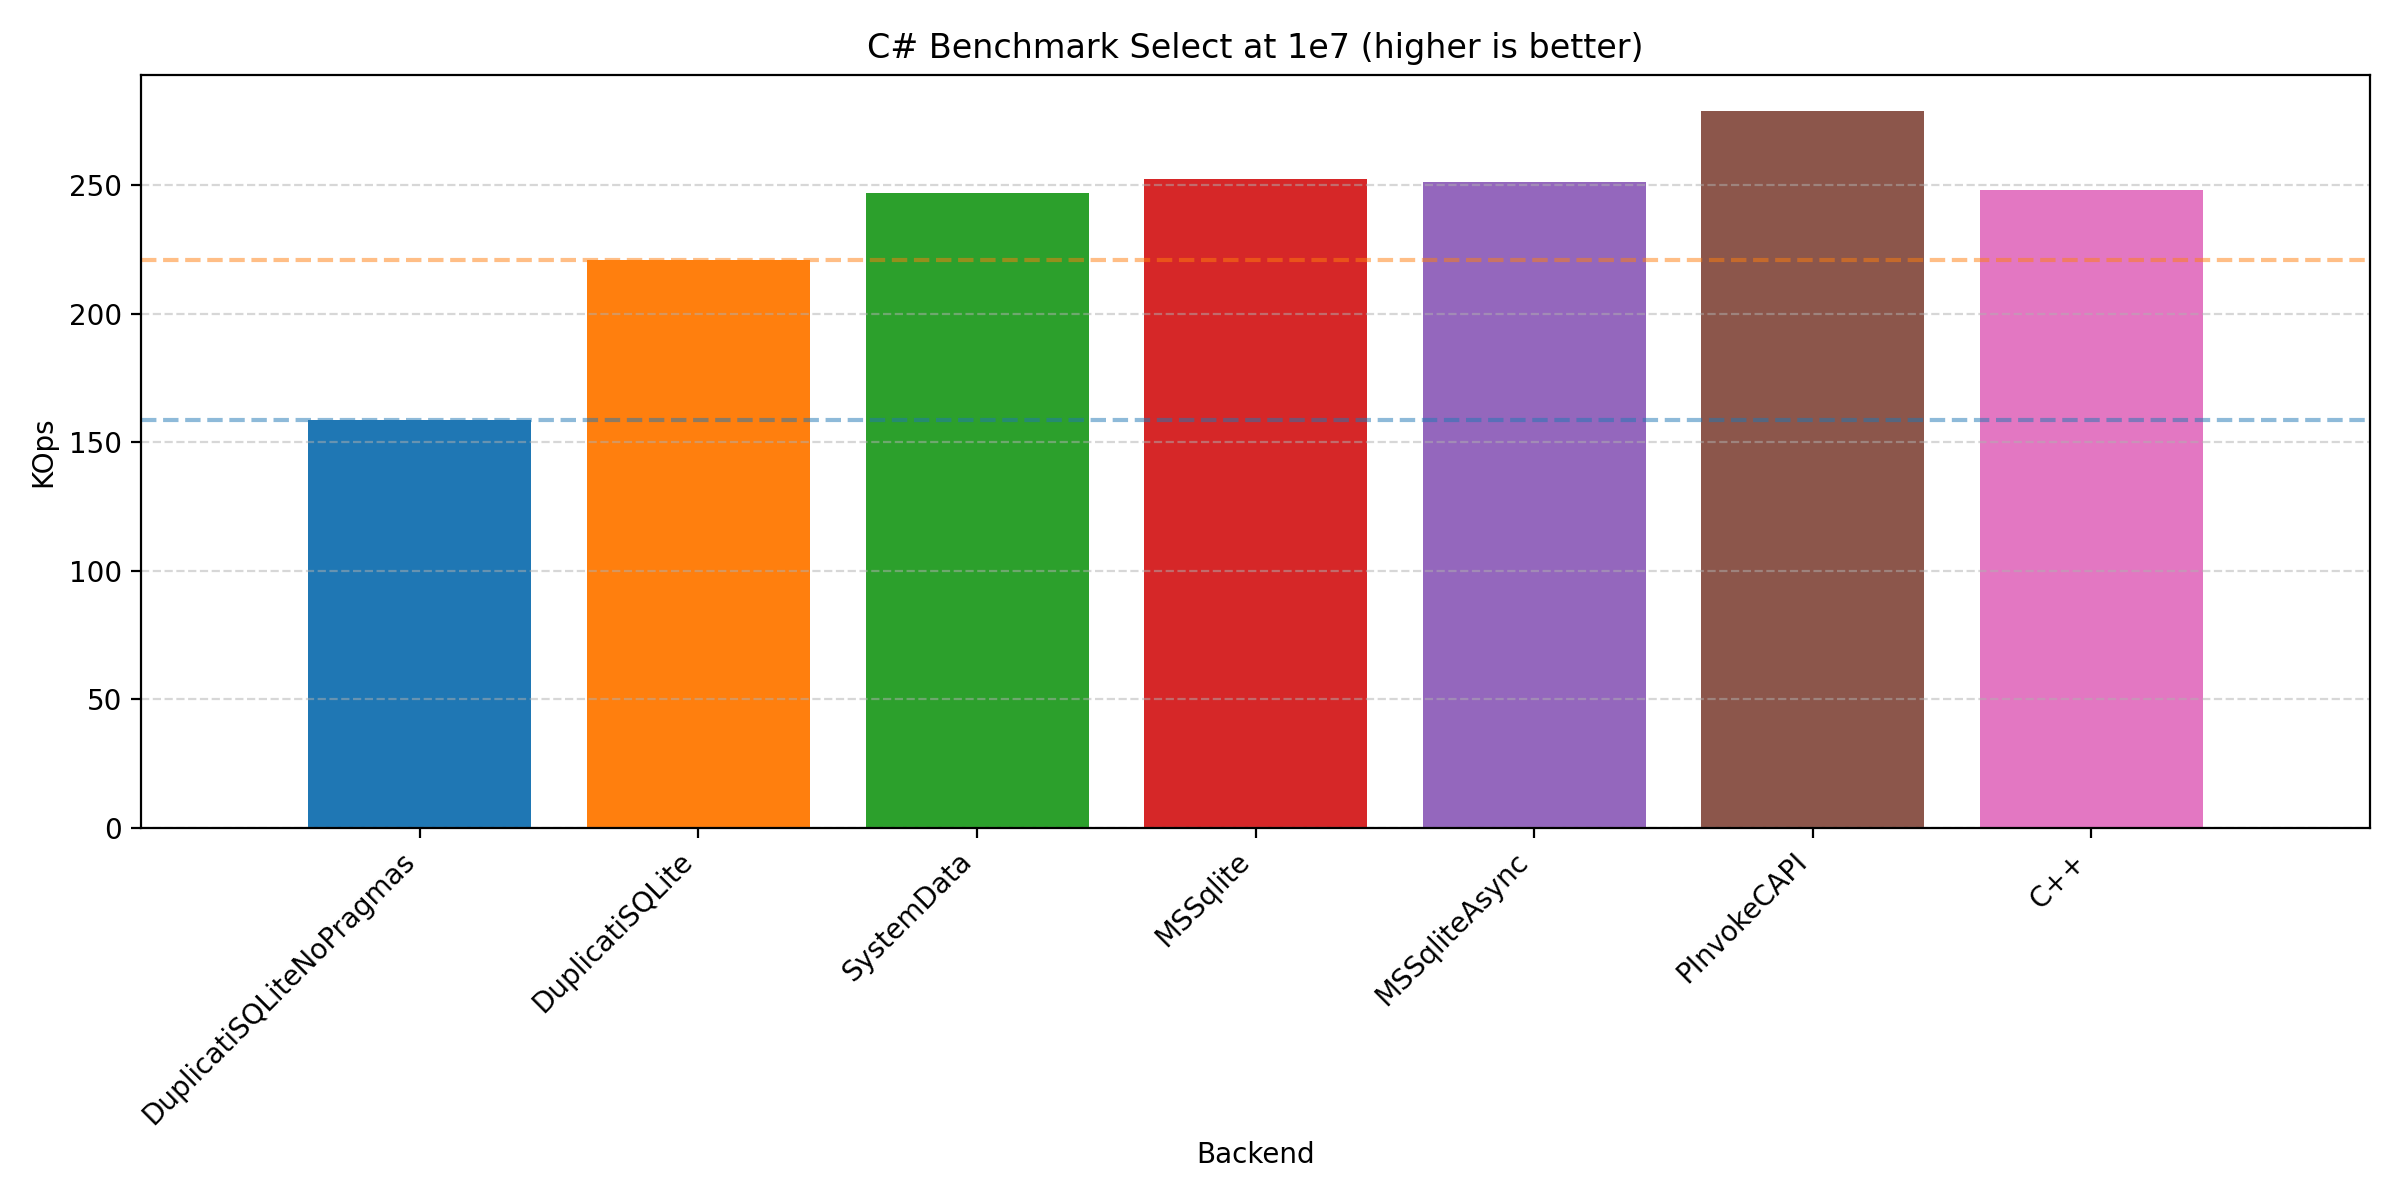 C# Benchmark Select at 1e7 (higher is better)
KOps
250
200
150
100
50
0
DuplicatiSQLiteNoPragmas
DuplicatiSQLite
SystemData
MSSqlite
MSSqliteAsync
PInvokeCAPI
C++
Backend